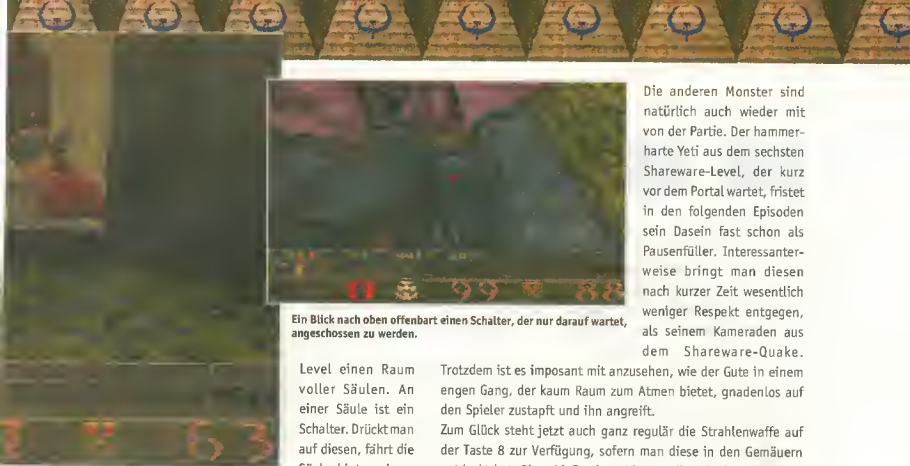 99 88
63
Ein Blick nach oben offenbart einen Schalter, der nur darauf wartet,
angeschossen zu werden.
Level einen Raum
voller Säulen. An
einer Säule ist ein
Schalter. Drückt man
auf diesen, fährt die
Die anderen Monster sind
natürlich auch wieder mit
von der Partie. Der hammer-
harte Yeti aus dem sechsten
Shareware-Level, der kurz
vor dem Portal wartet, fristet
in den folgenden Episoden
sein Dasein fast schon als
Pausenfüller. Interessanter-
weise bringt man diesen
nach kurzer Zeit wesentlich
weniger Respekt entgegen,
als seinem Kameraden aus
dem Shareware-Quake.
Trotzdem ist es imposant mit anzusehen, wie der Gute in einem
engen Gang, der kaum Raum zum Atmen bietet, gnadenlos auf
den Spieler zustapft und ihn angreift.
Zum Glück steht jetzt auch ganz regulär die Strahlenwaffe auf
der Taste 8 zur Verfügung, sofern man diese in den Gemäuern